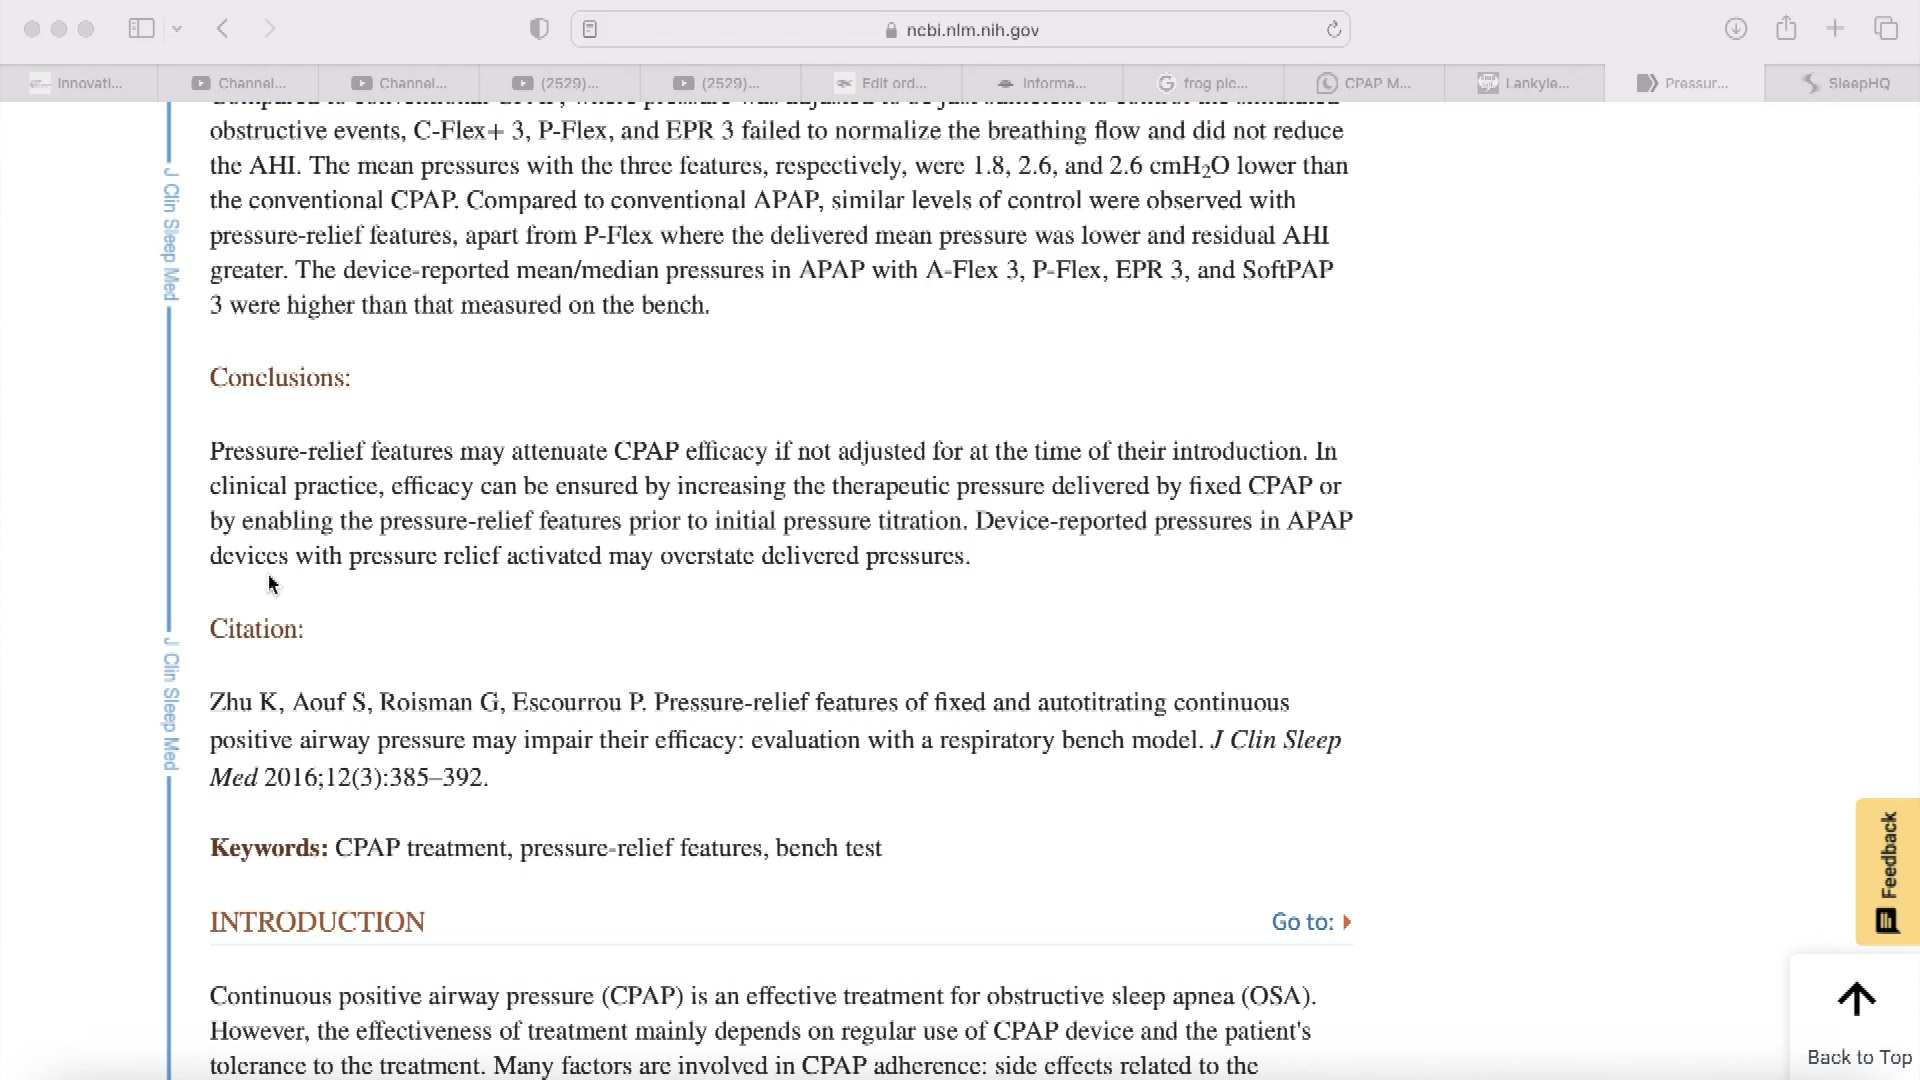 ncbi.nlm.nih.gov
Innovati...
Channel...
Channel...
(2529)...
(2529)...
Edit ord...
Informa...
frog pic...
CPAP M...
Lankyle...
Pressur...
SleepHQ
obstructive events, C-Flex+ 3, P-Flex, and EPR 3 failed to normalize the breathing flow and did not reduce
the AHI. The mean pressures with the three features, respectively, were 1.8, 2.6, and 2.6 cmH₂O lower than
the conventional CPAP. Compared to conventional APAP, similar levels of control were observed with
pressure-relief features, apart from P-Flex where the delivered mean pressure was lower and residual AHI
greater. The device-reported mean/median pressures in APAP with A-Flex 3, P-Flex, EPR 3, and SoftPAP
3 were higher than that measured on the bench.
Conclusions:
Pressure-relief features may attenuate CPAP efficacy if not adjusted for at the time of their introduction. In
clinical practice, efficacy can be ensured by increasing the therapeutic pressure delivered by fixed CPAP or
by enabling the pressure-relief features prior to initial pressure titration. Device-reported pressures in APAP
devices with pressure relief activated may overstate delivered pressures.
Citation:
Zhu K, Aouf S, Roisman G, Escourrou P. Pressure-relief features of fixed and autotitrating continuous
positive airway pressure may impair their efficacy: evaluation with a respiratory bench model. J Clin Sleep
Med 2016;12(3):385–392.
Keywords: CPAP treatment, pressure-relief features, bench test
INTRODUCTION
Go to:
Continuous positive airway pressure (CPAP) is an effective treatment for obstructive sleep apnea (OSA).
However, the effectiveness of treatment mainly depends on regular use of CPAP device and the patient's
tolerance to the treatment. Many factors are involved in CPAP adherence: side effects related to the
J Clin Sleep Med
J Clin Sleep Med
Feedback
Back to Top